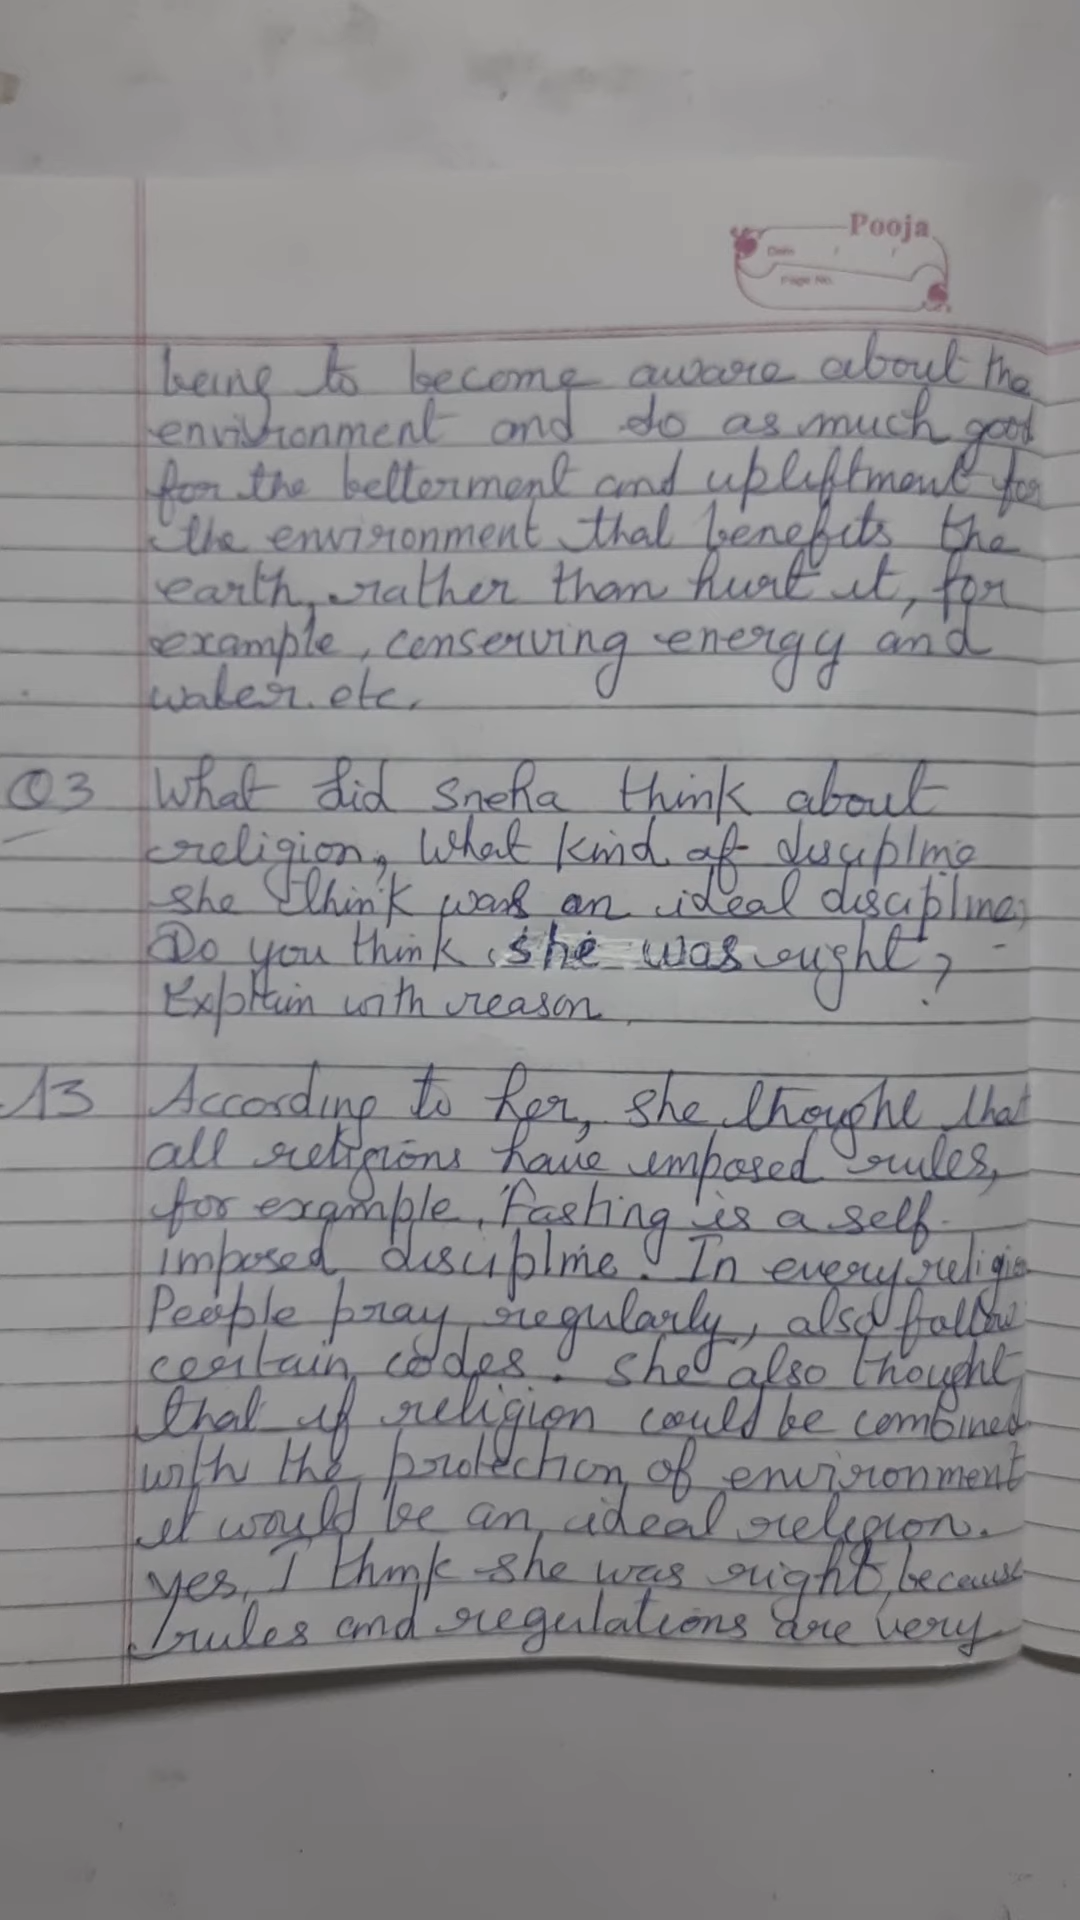 Pooja
Date / /
Page No.
being to become aware about the
environment and do as much good
for the betterment and upliftment for
the environment that benefits the
earth, rather than hurt it, for
example, conserving energy and
water. etc.
Q3 What did Sneha think about
religion, What kind of discipline
she think was an ideal discipline,
Do you think she was right?
Explain with reason
A3 According to her, she thought that
all religions have imposed rules,
for example, 'Fasting is a self-
imposed discipline. In every religio
People pray regularly, also follow
certain codes. She also thought
that if religion could be combined
with the protection of environment
it would be an ideal religion.
yes, I think she was right, because
rules and regulations are very